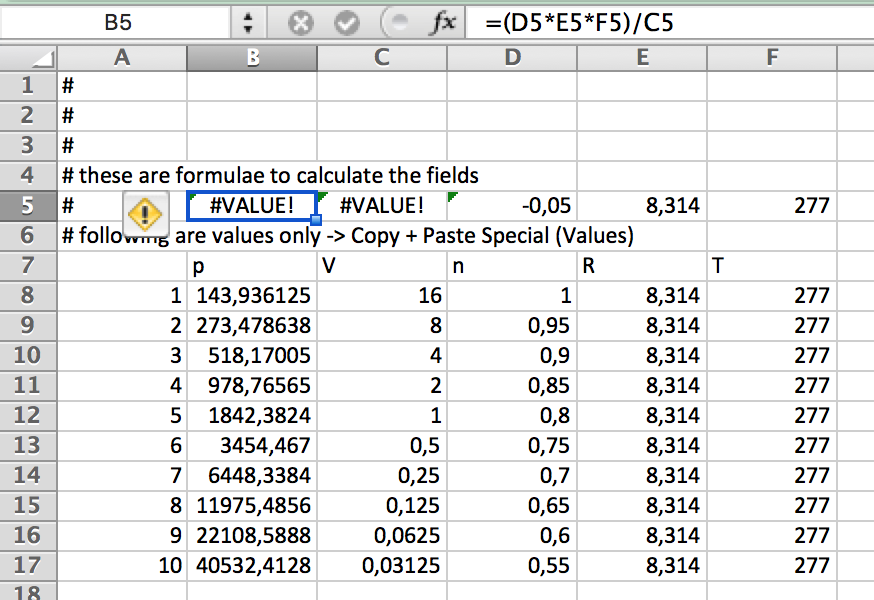 B5 fx =(D5*E5*F5)/C5
A B C D E F
1 #
2 #
3 #
4 # these are formulae to calculate the fields
5 # #VALUE! #VALUE! -0,05 8,314 277
6 # following are values only -> Copy + Paste Special (Values)
7 p V n R T
8 1 143,936125 16 1 8,314 277
9 2 273,478638 8 0,95 8,314 277
10 3 518,17005 4 0,9 8,314 277
11 4 978,76565 2 0,85 8,314 277
12 5 1842,3824 1 0,8 8,314 277
13 6 3454,467 0,5 0,75 8,314 277
14 7 6448,3384 0,25 0,7 8,314 277
15 8 11975,4856 0,125 0,65 8,314 277
16 9 22108,5888 0,0625 0,6 8,314 277
17 10 40532,4128 0,03125 0,55 8,314 277
18